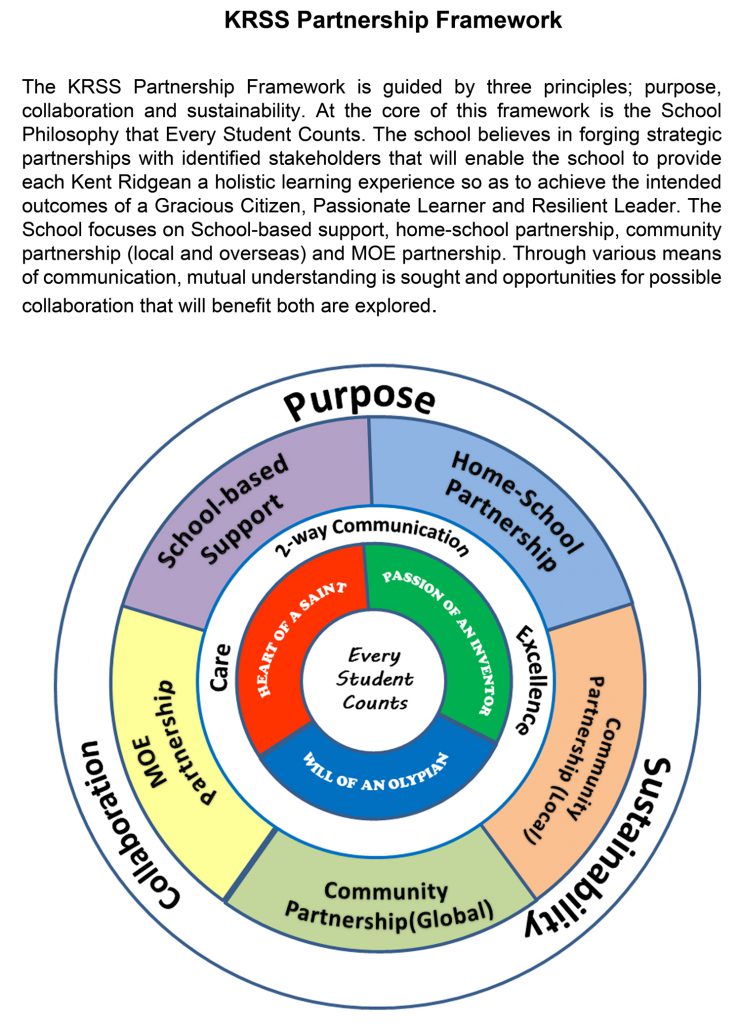 KRSS Partnership Framework
The KRSS Partnership Framework is guided by three principles; purpose,
collaboration and sustainability. At the core of this framework is the School
Philosophy that Every Student Counts. The school believes in forging strategic
partnerships with identified stakeholders that will enable the school to provide
each Kent Ridgean a holistic learning experience so as to achieve the intended
outcomes of a Gracious Citizen, Passionate Learner and Resilient Leader. The
School focuses on School-based support, home-school partnership, community
partnership (local and overseas) and MOE partnership. Through various means
of communication, mutual understanding is sought and opportunities for possible
collaboration that will benefit both are explored.
Purpose
School-based
Support
Home-School
Partnership
2-way Communication
HEART OF A SAINT
PASSION OF AN INVENTOR
Care
Excellence
Every
Student
Counts
WILL OF AN OLYPIAN
MOE
Partnership
Community
Partnership (Local)
Collaboration
Sustainability
Community
Partnership(Global)